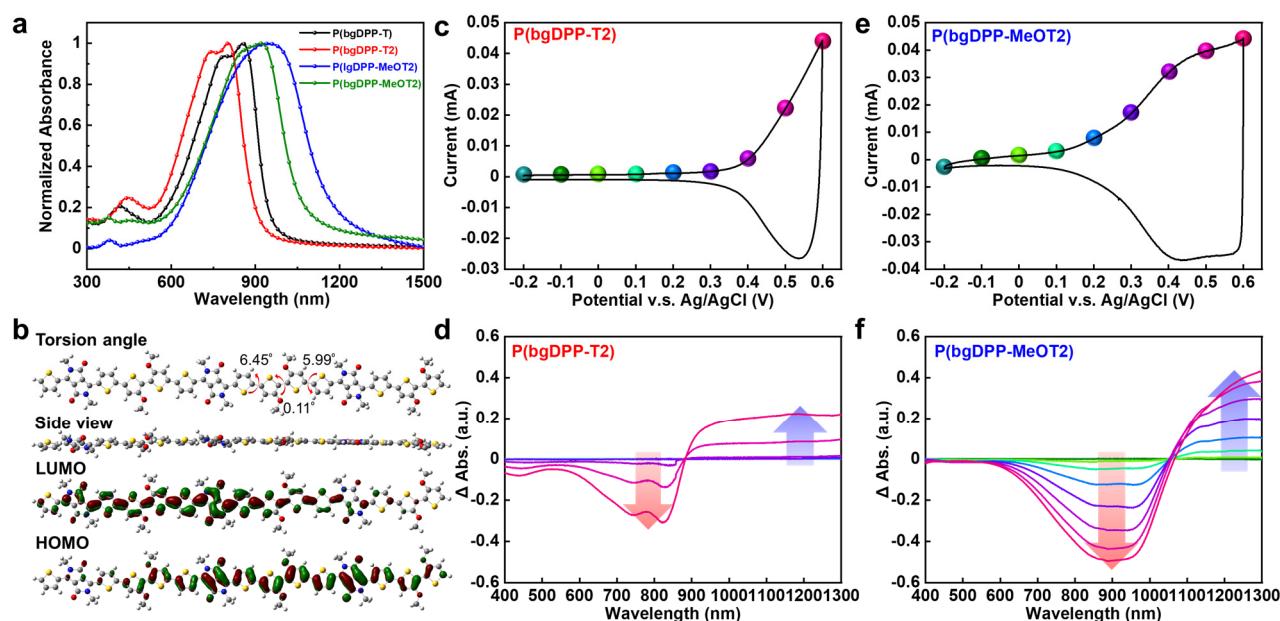 a
Normalized Absorbance
1
0.8
0.6
0.4
0.2
0
300 600 900 1200 1500
Wavelength (nm)
P(bgDPP-T)
P(bgDPP-T2)
P(lgDPP-MeOT2)
P(bgDPP-MeOT2)
b
Torsion angle
6.45° 5.99°
0.11°
Side view
LUMO
HOMO
c
P(bgDPP-T2)
Current (mA)
0.05
0.04
0.03
0.02
0.01
0
-0.01
-0.02
0.03
-0.2 -0.1 0 0.1 0.2 0.3 0.4 0.5 0.6
Potential v.s. Ag/AgCl (V)
d
P(bgDPP-T2)
Δ Abs. (a.u.)
0.6
0.4
0.2
0
-0.2
-0.4
-0.6
400 500 600 700 800 900 1000 1100 1200 1300
Wavelength (nm)
e
P(bgDPP-MeOT2)
Current (mA)
0.05
0.04
0.03
0.02
0.01
0
-0.01
-0.02
-0.03
-0.04
-0.2 -0.1 0 0.1 0.2 0.3 0.4 0.5 0.6
Potential v.s. Ag/AgCl (V)
f
P(bgDPP-MeOT2)
Δ Abs. (a.u.)
0.6
0.4
0.2
0
-0.2
-0.4
-0.6
400 500 600 700 800 900 1000 1100 1200 1300
Wavelength (nm)